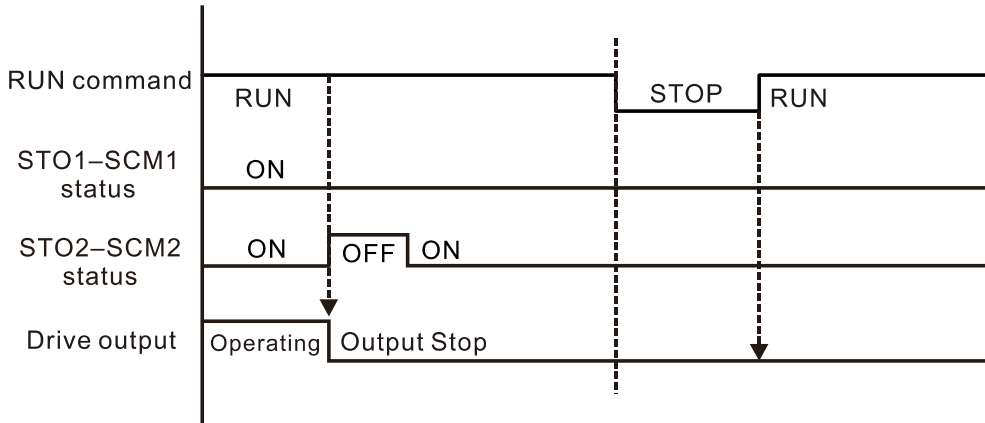 RUN command
RUN
STOP
RUN
STO1–SCM1
status
ON
STO2–SCM2
status
ON
OFF
ON
Drive output
Operating
Output Stop